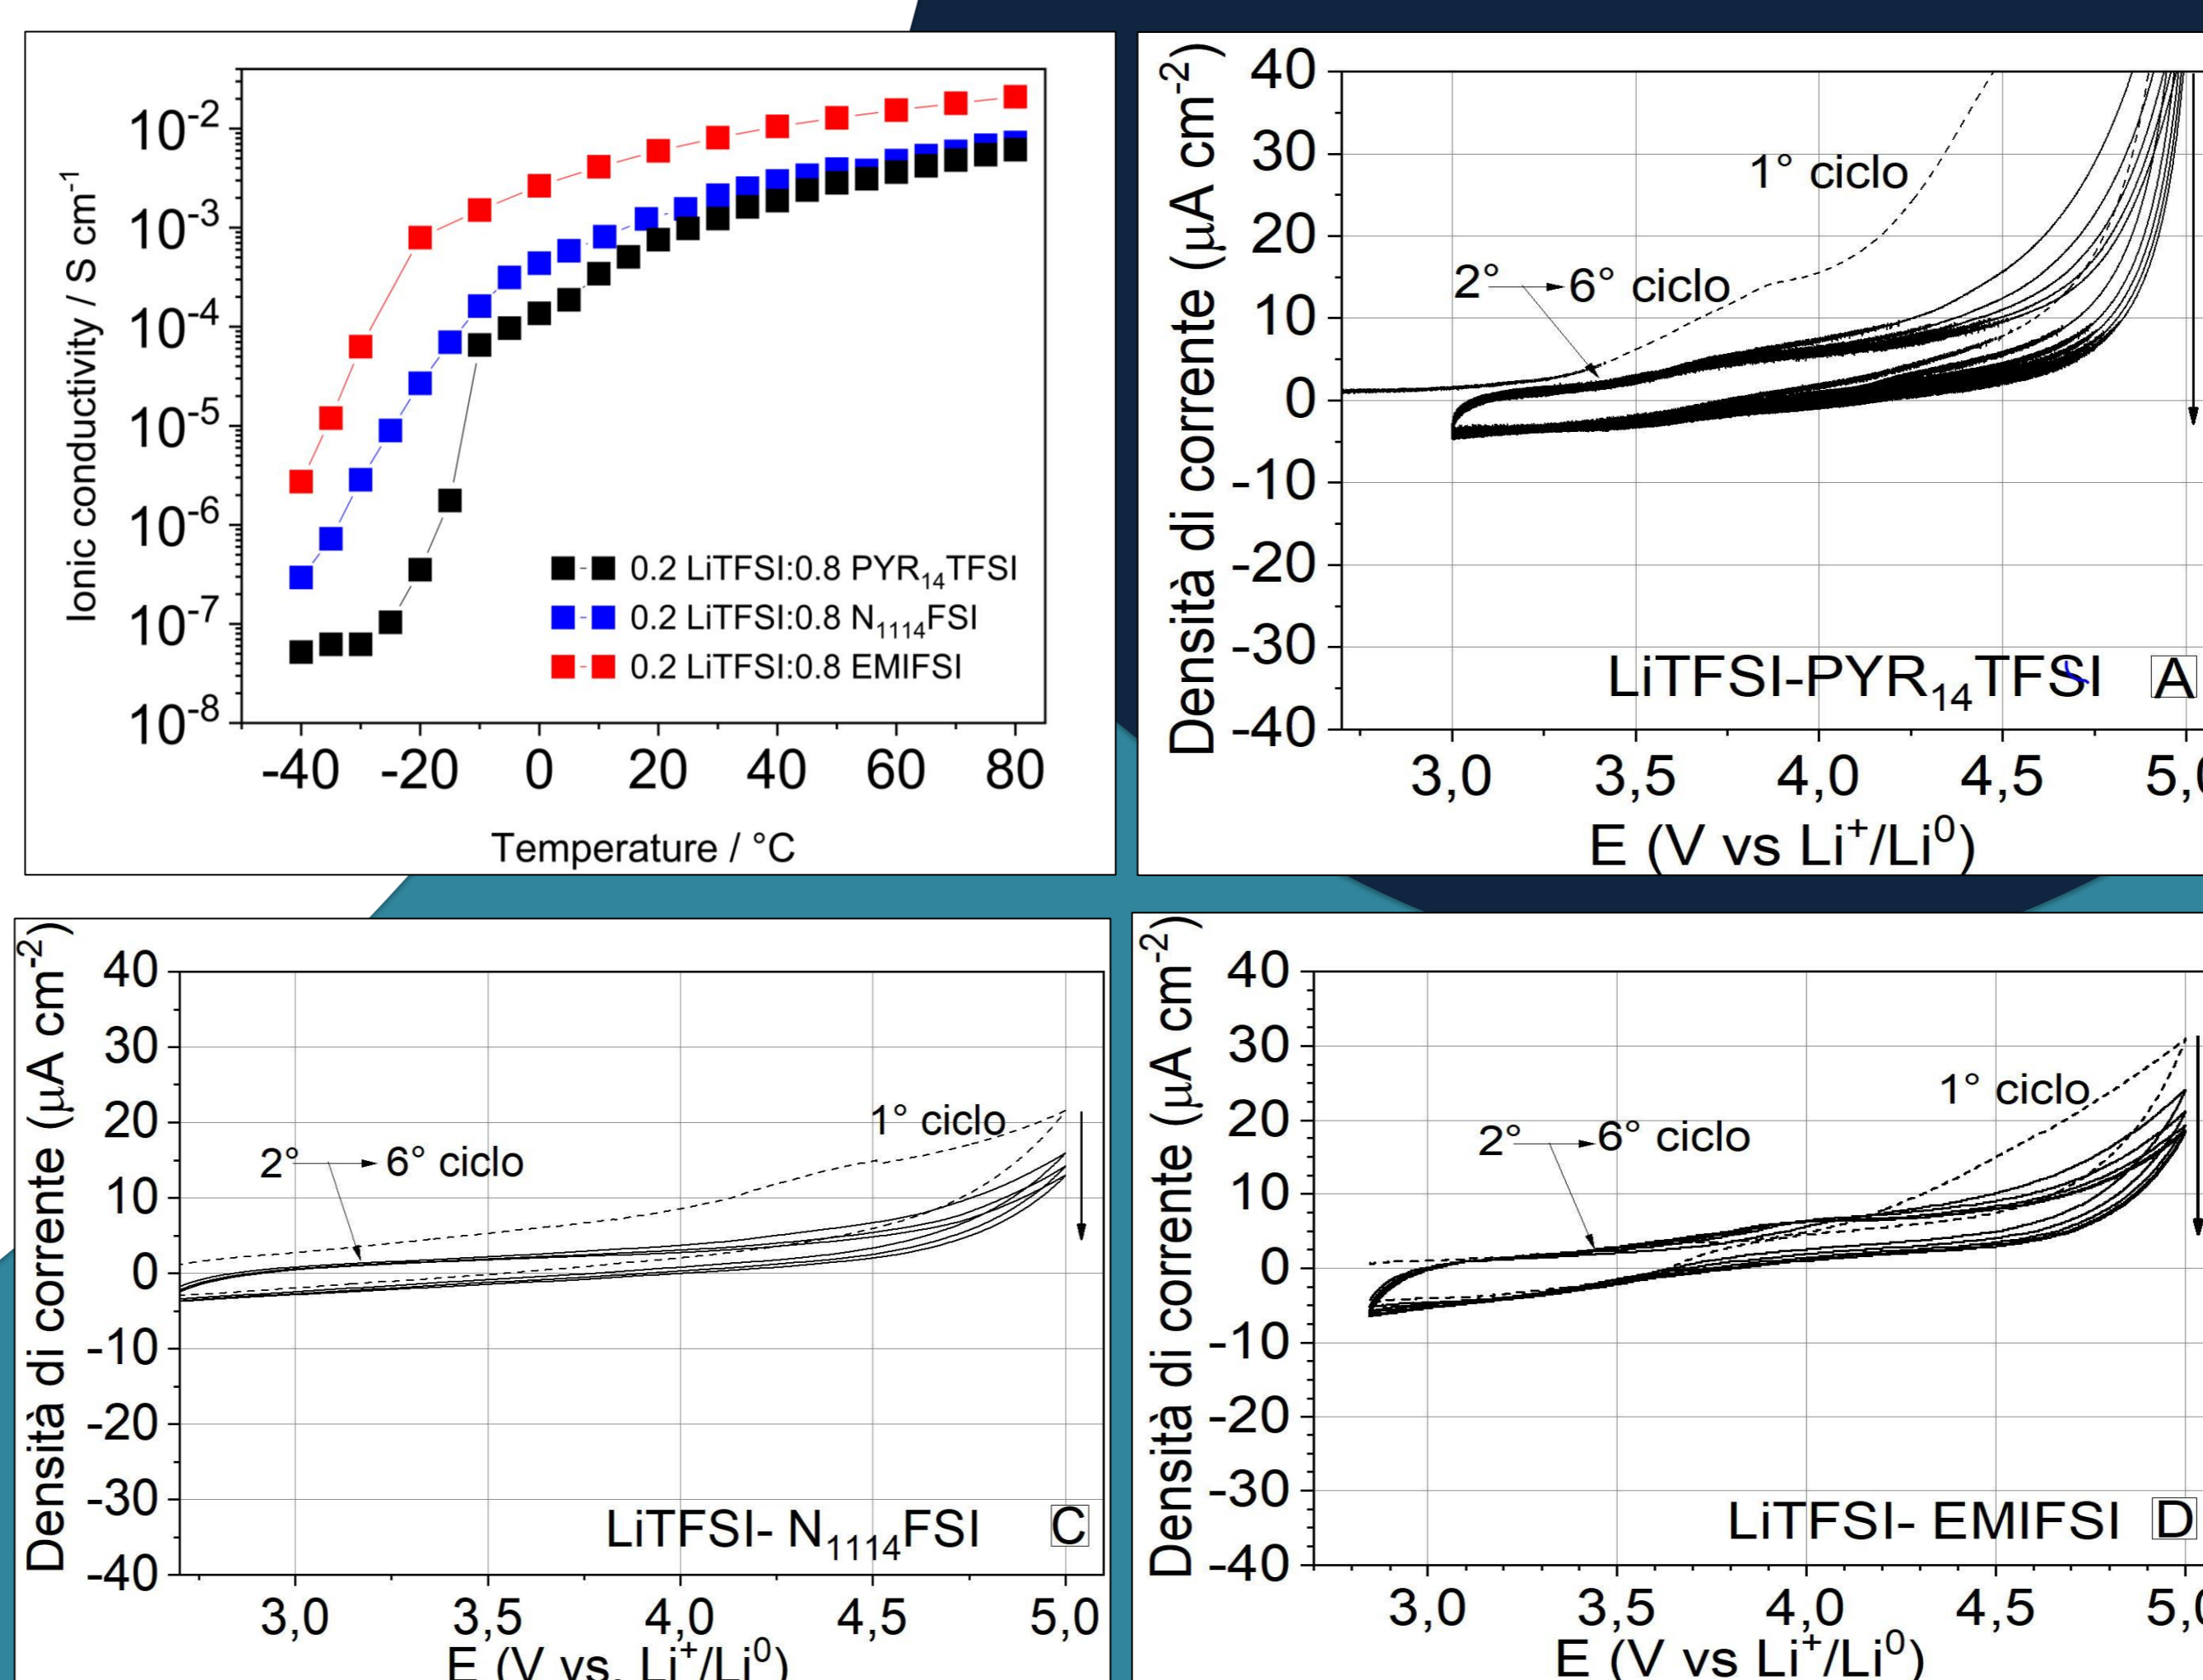 Ionic conductivity / S cm⁻¹
10⁻²
10⁻³
10⁻⁴
10⁻⁵
10⁻⁶
10⁻⁷
10⁻⁸
0.2 LiTFSI:0.8 PYR₁₄TFSI
0.2 LiTFSI:0.8 N₁₁₁₄FSI
0.2 LiTFSI:0.8 EMIFSI
-40 -20 0 20 40 60 80
Temperature / °C
Densità di corrente (μA cm⁻²)
40
30
20
10
0
-10
-20
-30
-40
1° ciclo
2° 6° ciclo
LiTFSI-PYR₁₄TFSI A
3,0 3,5 4,0 4,5 5,0
E (V vs Li⁺/Li⁰)
Densità di corrente (μA cm⁻²)
40
30
20
10
0
-10
-20
-30
-40
1° ciclo
2° 6° ciclo
LiTFSI- N₁₁₁₄FSI C
3,0 3,5 4,0 4,5 5,0
E (V vs. Li⁺/Li⁰)
Densità di corrente (μA cm⁻²)
40
30
20
10
0
-10
-20
-30
-40
1° ciclo
2° 6° ciclo
LiTFSI- EMIFSI D
3,0 3,5 4,0 4,5 5,0
E (V vs Li⁺/Li⁰)